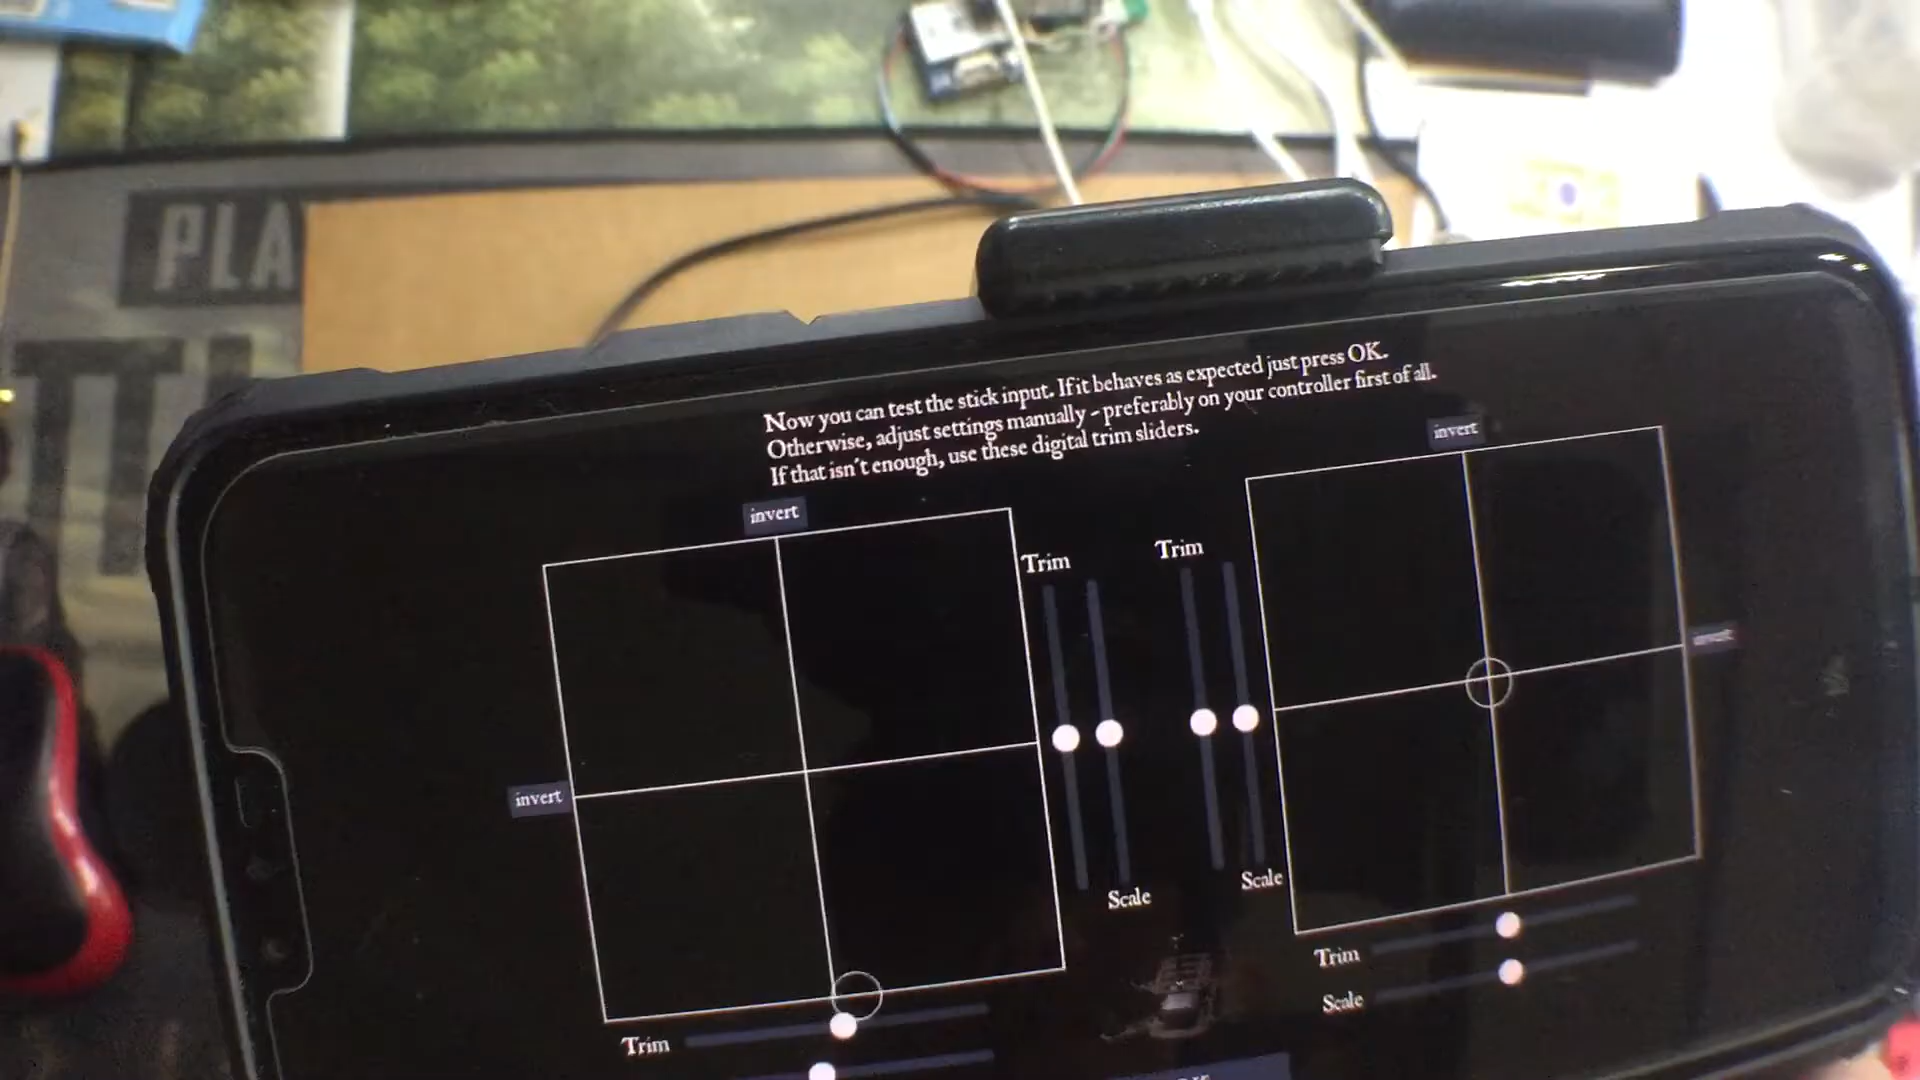 PLA
Now you can test the stick input. If it behaves as expected just press OK.
Otherwise, adjust settings manually - preferably on your controller first of all.
If that isn't enough, use these digital trim sliders.
invert
invert
Trim
Trim
invert
invert
Scale
Scale
Trim
Scale
Trim